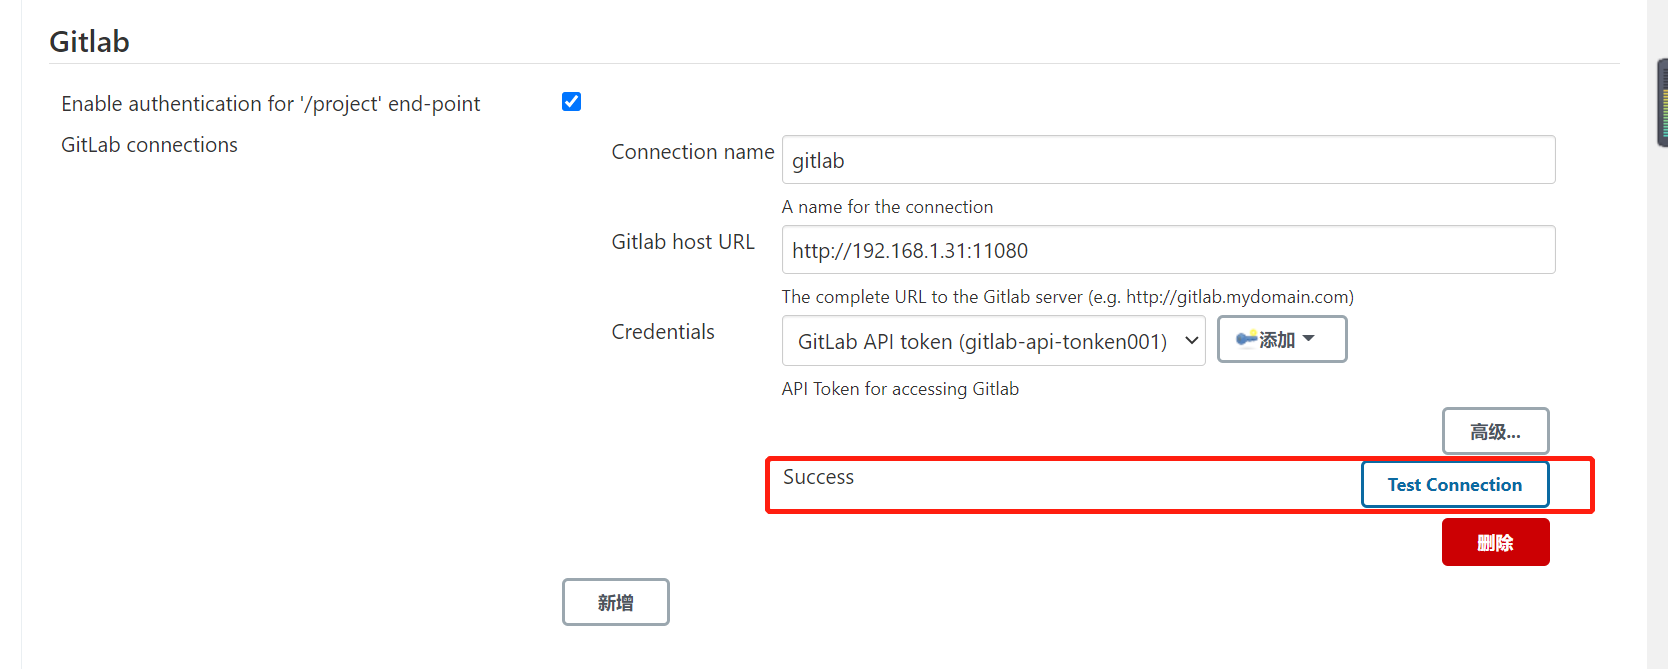 Gitlab
Enable authentication for '/project' end-point
GitLab connections
Connection name
gitlab
A name for the connection
Gitlab host URL
http://192.168.1.31:11080
The complete URL to the Gitlab server (e.g. http://gitlab.mydomain.com)
Credentials
GitLab API token (gitlab-api-tonken001)
添加
API Token for accessing Gitlab
高级...
Success
Test Connection
删除
新增